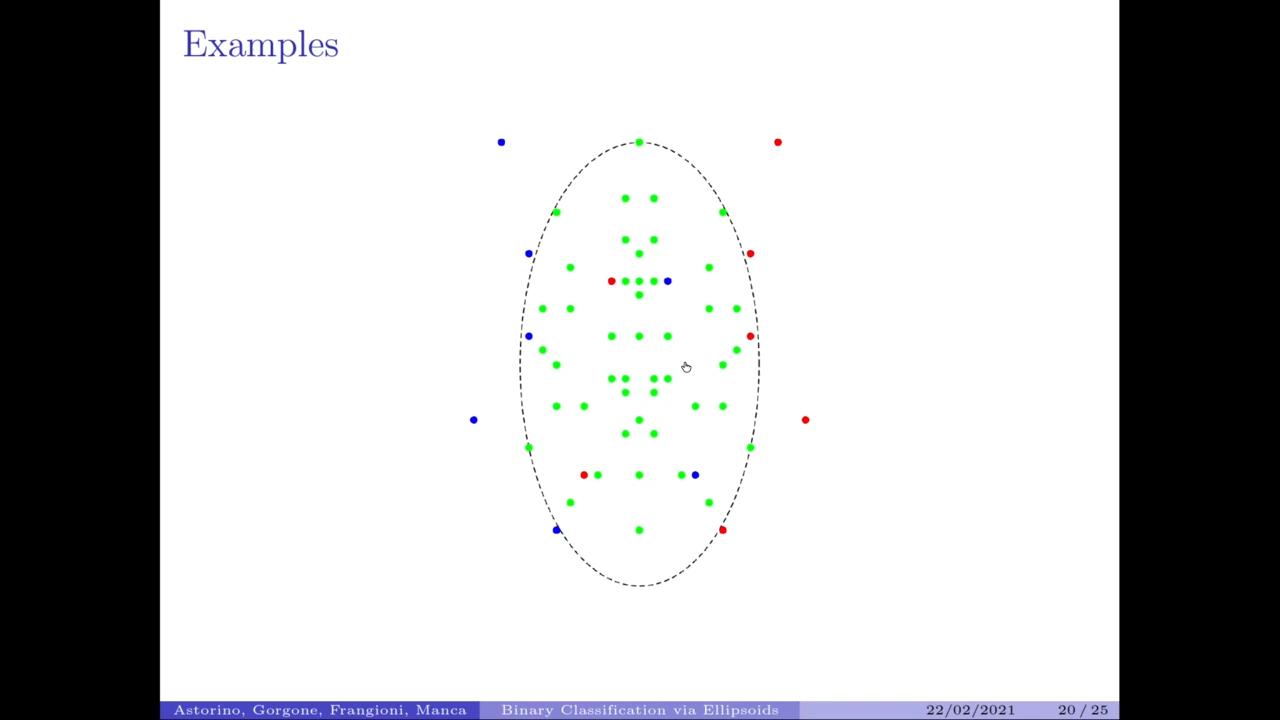 Examples
Astorino, Gorgone, Frangioni, Manca Binary Classification via Ellipsoids 22/02/2021 20 / 25